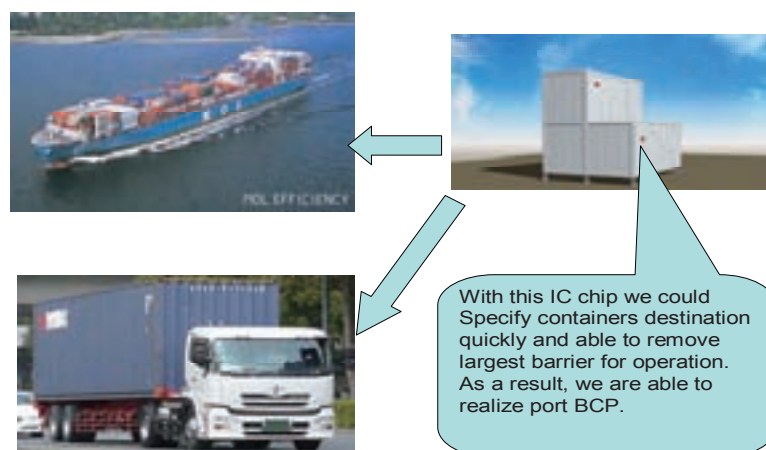 MOL EFFICIENCY
With this IC chip we could
Specify containers destination
quickly and able to remove
largest barrier for operation.
As a result, we are able to
realize port BCP.